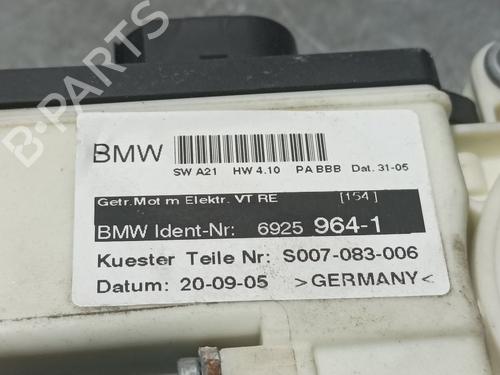 BMW
SW A21 HW 4.10 PA BBB Dat. 31-05
Getr.Mot m Elektr. VT RE [154]
BMW Ident-Nr: 6925 964-1
Kuester Teile Nr: S007-083-006
Datum: 20-09-05 >GERMANY<
B-PARTS